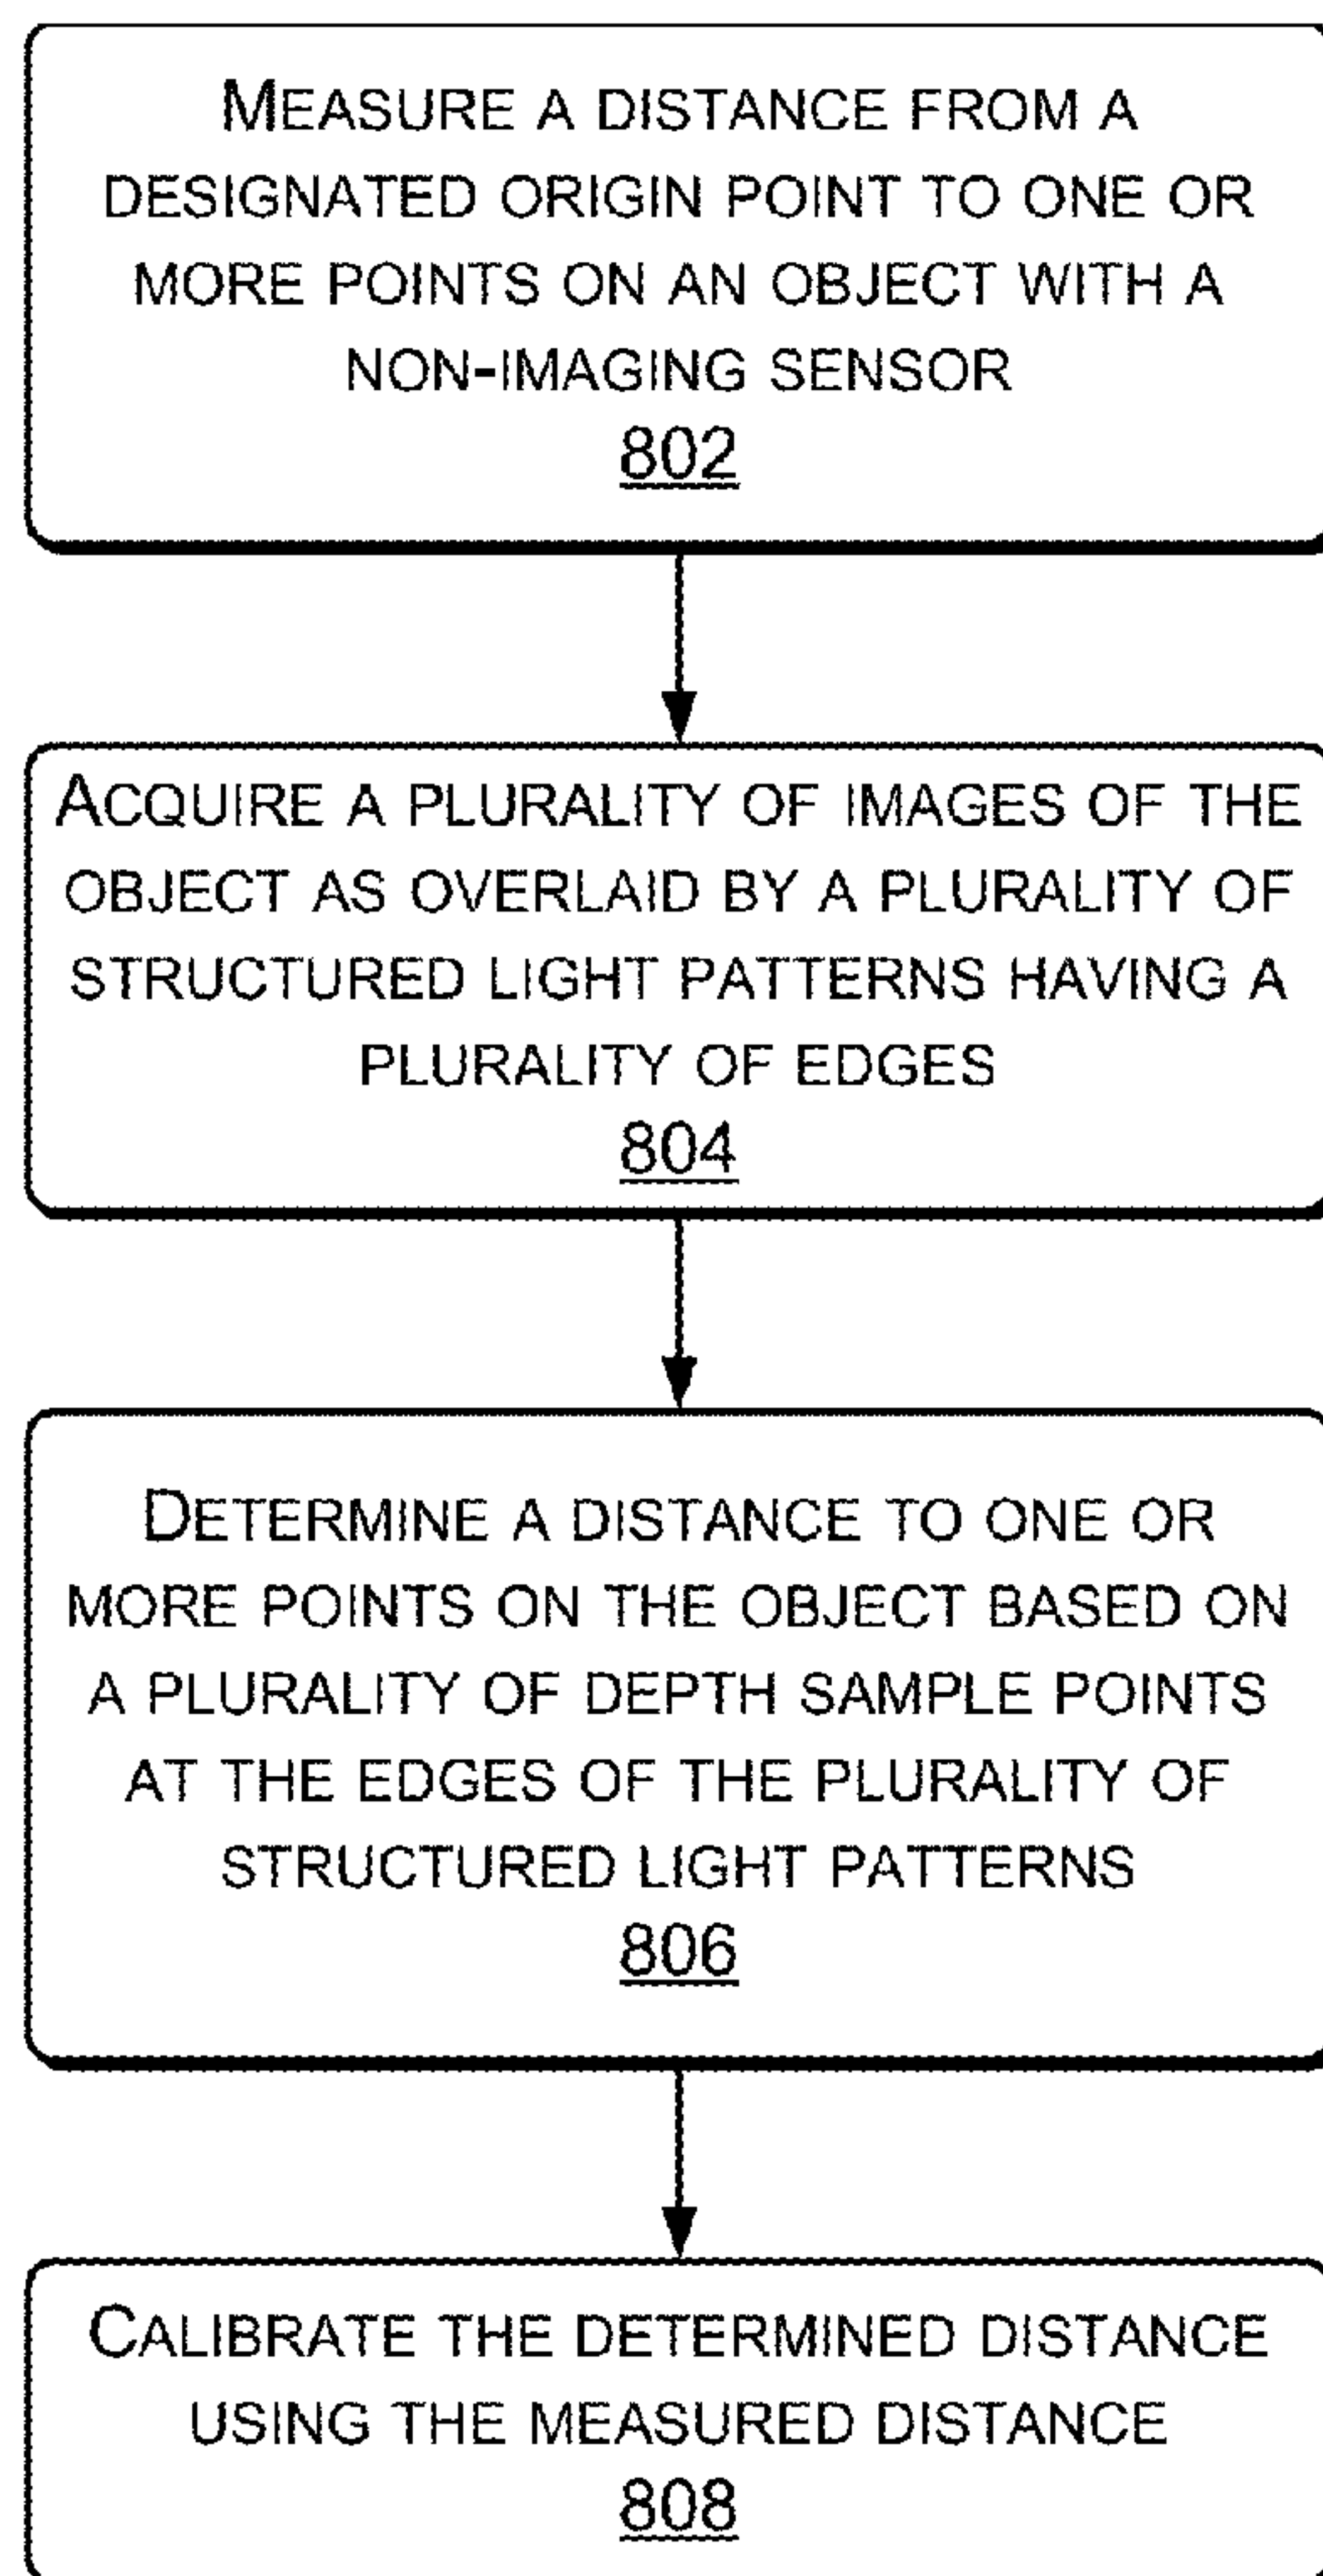 MEASURE A DISTANCE FROM A
DESIGNATED ORIGIN POINT TO ONE OR
MORE POINTS ON AN OBJECT WITH A
NON-IMAGING SENSOR
802
ACQUIRE A PLURALITY OF IMAGES OF THE
OBJECT AS OVERLAID BY A PLURALITY OF
STRUCTURED LIGHT PATTERNS HAVING A
PLURALITY OF EDGES
804
DETERMINE A DISTANCE TO ONE OR
MORE POINTS ON THE OBJECT BASED ON
A PLURALITY OF DEPTH SAMPLE POINTS
AT THE EDGES OF THE PLURALITY OF
STRUCTURED LIGHT PATTERNS
806
CALIBRATE THE DETERMINED DISTANCE
USING THE MEASURED DISTANCE
808